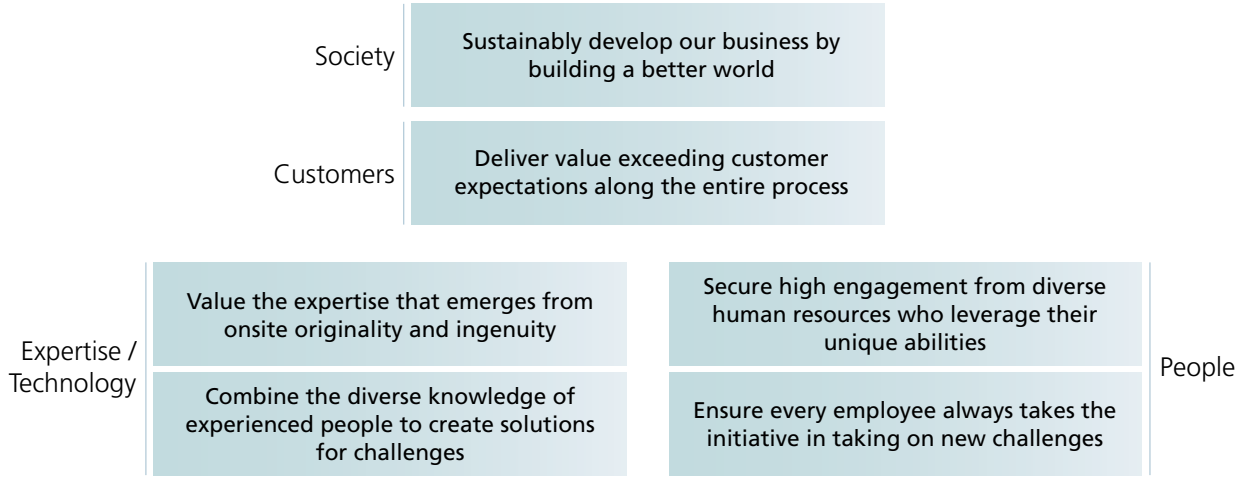 Society
Sustainably develop our business by
building a better world
Customers
Deliver value exceeding customer
expectations along the entire process
Expertise /
Technology
Value the expertise that emerges from
onsite originality and ingenuity
Combine the diverse knowledge of
experienced people to create solutions
for challenges
Secure high engagement from diverse
human resources who leverage their
unique abilities
Ensure every employee always takes the
initiative in taking on new challenges
People